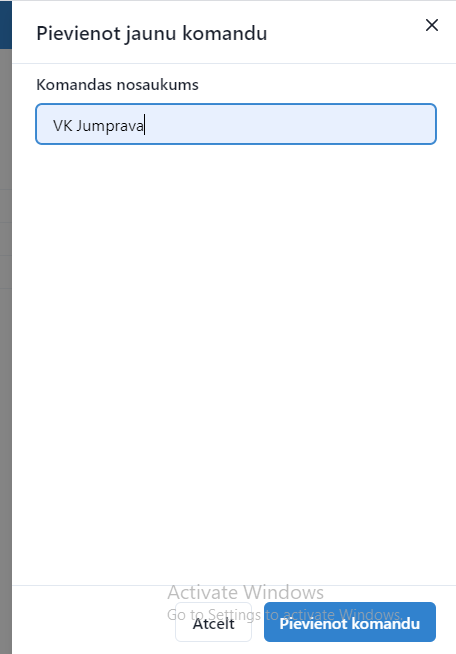 Pievienot jaunu komandu
Komandas nosaukums
VK Jumprava
Activate Windows
Go to Settings to activate Windows.
Atcelt
Pievienot komandu